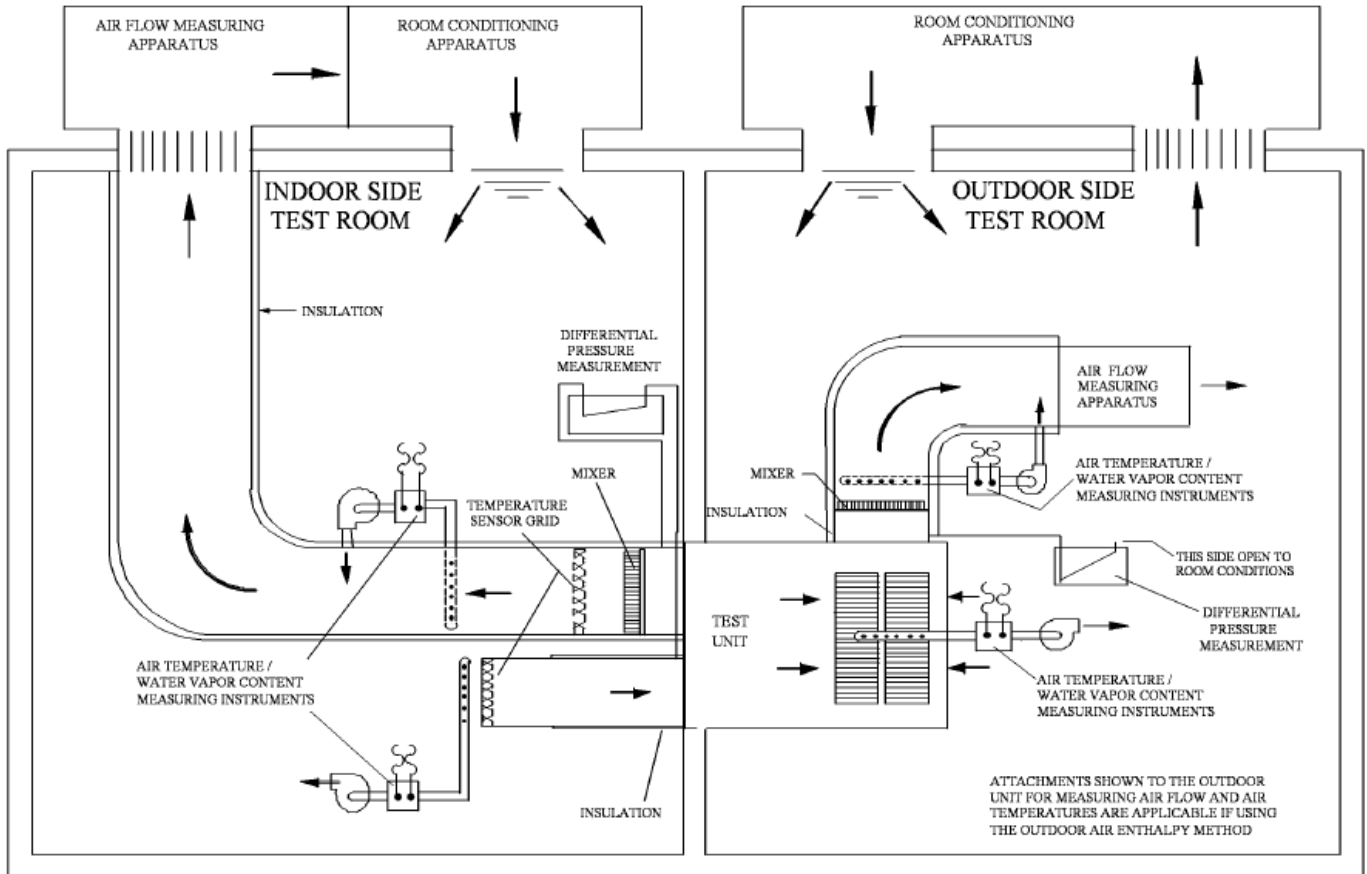 AIR FLOW MEASURING
APPARATUS
ROOM CONDITIONING
APPARATUS
ROOM CONDITIONING
APPARATUS
INDOOR SIDE
TEST ROOM
OUTDOOR SIDE
TEST ROOM
INSULATION
DIFFERENTIAL
PRESSURE
MEASUREMENT
AIR FLOW
MEASURING
APPARATUS
MIXER
TEMPERATURE
SENSOR GRID
MIXER
AIR TEMPERATURE /
WATER VAPOR CONTENT
MEASURING INSTRUMENTS
INSULATION
THIS SIDE OPEN TO
ROOM CONDITIONS
TEST
UNIT
DIFFERENTIAL
PRESSURE
MEASUREMENT
AIR TEMPERATURE /
WATER VAPOR CONTENT
MEASURING INSTRUMENTS
AIR TEMPERATURE /
WATER VAPOR CONTENT
MEASURING INSTRUMENTS
INSULATION
ATTACHMENTS SHOWN TO THE OUTDOOR
UNIT FOR MEASURING AIR FLOW AND AIR
TEMPERATURES ARE APPLICABLE IF USING
THE OUTDOOR AIR ENTHALPY METHOD